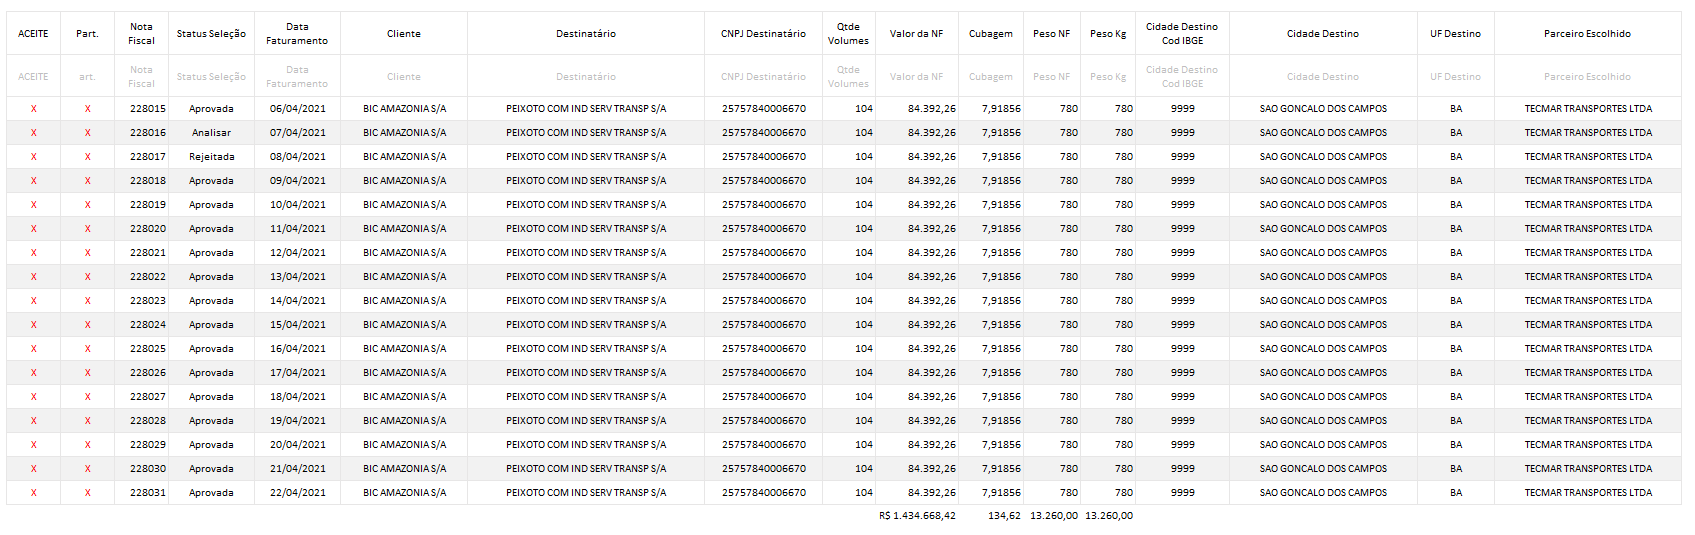 ACEITE Part. Nota Fiscal Status Seleção Data Faturamento Cliente Destinatário CNPJ Destinatário Qtde Volumes Valor da NF Cubagem Peso NF Peso Kg Cidade Destino Cod IBGE Cidade Destino UF Destino Parceiro Escolhido
ACEITE art. Nota Fiscal Status Seleção Data Faturamento Cliente Destinatário CNPJ Destinatário Qtde Volumes Valor da NF Cubagem Peso NF Peso Kg Cidade Destino Cod IBGE Cidade Destino UF Destino Parceiro Escolhido
X X 228015 Aprovada 06/04/2021 BIC AMAZONIA S/A PEIXOTO COM IND SERV TRANSP S/A 25757840006670 104 84.392,26 7,91856 780 780 9999 SAO GONCALO DOS CAMPOS BA TECMAR TRANSPORTES LTDA
X X 228016 Analisar 07/04/2021 BIC AMAZONIA S/A PEIXOTO COM IND SERV TRANSP S/A 25757840006670 104 84.392,26 7,91856 780 780 9999 SAO GONCALO DOS CAMPOS BA TECMAR TRANSPORTES LTDA
X X 228017 Rejeitada 08/04/2021 BIC AMAZONIA S/A PEIXOTO COM IND SERV TRANSP S/A 25757840006670 104 84.392,26 7,91856 780 780 9999 SAO GONCALO DOS CAMPOS BA TECMAR TRANSPORTES LTDA
X X 228018 Aprovada 09/04/2021 BIC AMAZONIA S/A PEIXOTO COM IND SERV TRANSP S/A 25757840006670 104 84.392,26 7,91856 780 780 9999 SAO GONCALO DOS CAMPOS BA TECMAR TRANSPORTES LTDA
X X 228019 Aprovada 10/04/2021 BIC AMAZONIA S/A PEIXOTO COM IND SERV TRANSP S/A 25757840006670 104 84.392,26 7,91856 780 780 9999 SAO GONCALO DOS CAMPOS BA TECMAR TRANSPORTES LTDA
X X 228020 Aprovada 11/04/2021 BIC AMAZONIA S/A PEIXOTO COM IND SERV TRANSP S/A 25757840006670 104 84.392,26 7,91856 780 780 9999 SAO GONCALO DOS CAMPOS BA TECMAR TRANSPORTES LTDA
X X 228021 Aprovada 12/04/2021 BIC AMAZONIA S/A PEIXOTO COM IND SERV TRANSP S/A 25757840006670 104 84.392,26 7,91856 780 780 9999 SAO GONCALO DOS CAMPOS BA TECMAR TRANSPORTES LTDA
X X 228022 Aprovada 13/04/2021 BIC AMAZONIA S/A PEIXOTO COM IND SERV TRANSP S/A 25757840006670 104 84.392,26 7,91856 780 780 9999 SAO GONCALO DOS CAMPOS BA TECMAR TRANSPORTES LTDA
X X 228023 Aprovada 14/04/2021 BIC AMAZONIA S/A PEIXOTO COM IND SERV TRANSP S/A 25757840006670 104 84.392,26 7,91856 780 780 9999 SAO GONCALO DOS CAMPOS BA TECMAR TRANSPORTES LTDA
X X 228024 Aprovada 15/04/2021 BIC AMAZONIA S/A PEIXOTO COM IND SERV TRANSP S/A 25757840006670 104 84.392,26 7,91856 780 780 9999 SAO GONCALO DOS CAMPOS BA TECMAR TRANSPORTES LTDA
X X 228025 Aprovada 16/04/2021 BIC AMAZONIA S/A PEIXOTO COM IND SERV TRANSP S/A 25757840006670 104 84.392,26 7,91856 780 780 9999 SAO GONCALO DOS CAMPOS BA TECMAR TRANSPORTES LTDA
X X 228026 Aprovada 17/04/2021 BIC AMAZONIA S/A PEIXOTO COM IND SERV TRANSP S/A 25757840006670 104 84.392,26 7,91856 780 780 9999 SAO GONCALO DOS CAMPOS BA TECMAR TRANSPORTES LTDA
X X 228027 Aprovada 18/04/2021 BIC AMAZONIA S/A PEIXOTO COM IND SERV TRANSP S/A 25757840006670 104 84.392,26 7,91856 780 780 9999 SAO GONCALO DOS CAMPOS BA TECMAR TRANSPORTES LTDA
X X 228028 Aprovada 19/04/2021 BIC AMAZONIA S/A PEIXOTO COM IND SERV TRANSP S/A 25757840006670 104 84.392,26 7,91856 780 780 9999 SAO GONCALO DOS CAMPOS BA TECMAR TRANSPORTES LTDA
X X 228029 Aprovada 20/04/2021 BIC AMAZONIA S/A PEIXOTO COM IND SERV TRANSP S/A 25757840006670 104 84.392,26 7,91856 780 780 9999 SAO GONCALO DOS CAMPOS BA TECMAR TRANSPORTES LTDA
X X 228030 Aprovada 21/04/2021 BIC AMAZONIA S/A PEIXOTO COM IND SERV TRANSP S/A 25757840006670 104 84.392,26 7,91856 780 780 9999 SAO GONCALO DOS CAMPOS BA TECMAR TRANSPORTES LTDA
X X 228031 Aprovada 22/04/2021 BIC AMAZONIA S/A PEIXOTO COM IND SERV TRANSP S/A 25757840006670 104 84.392,26 7,91856 780 780 9999 SAO GONCALO DOS CAMPOS BA TECMAR TRANSPORTES LTDA
R$ 1.434.668,42 134,62 13.260,00 13.260,00